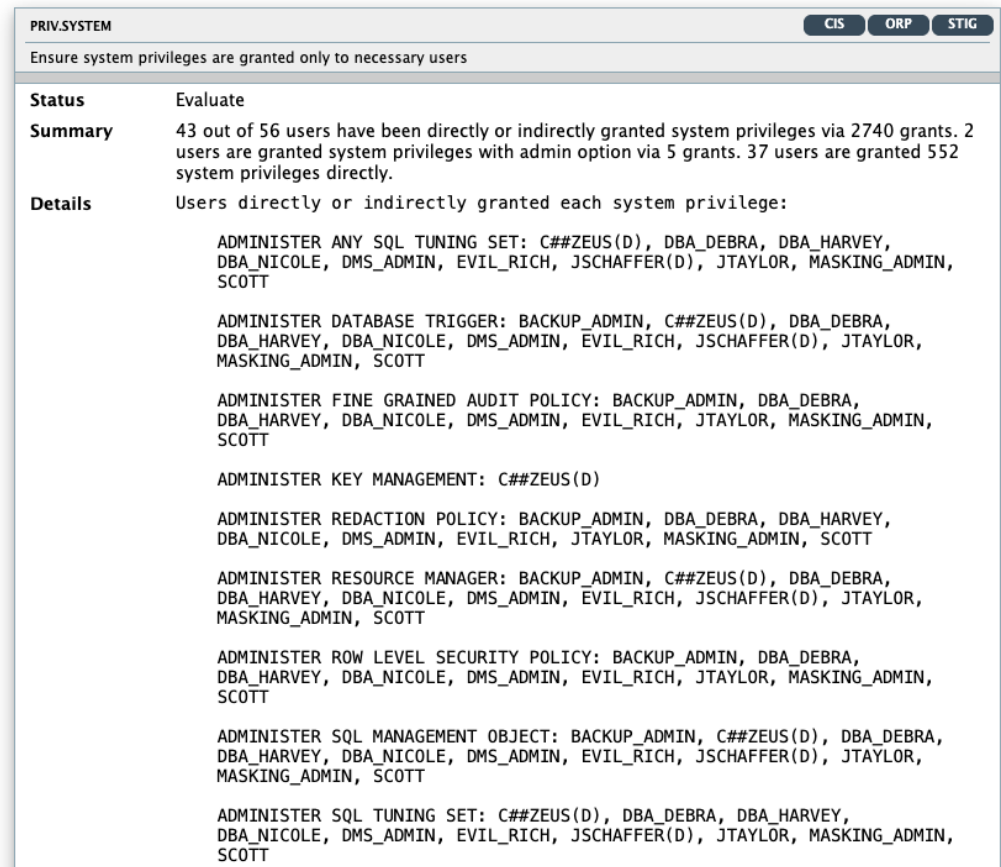 PRIV.SYSTEM
CIS ORP STIG
Ensure system privileges are granted only to necessary users
Status Evaluate
Summary 43 out of 56 users have been directly or indirectly granted system privileges via 2740 grants. 2
users are granted system privileges with admin option via 5 grants. 37 users are granted 552
system privileges directly.
Details Users directly or indirectly granted each system privilege:
ADMINISTER ANY SQL TUNING SET: C##ZEUS(D), DBA_DEBRA, DBA_HARVEY,
DBA_NICOLE, DMS_ADMIN, EVIL_RICH, JSCHAFFER(D), JTAYLOR, MASKING_ADMIN,
SCOTT
ADMINISTER DATABASE TRIGGER: BACKUP_ADMIN, C##ZEUS(D), DBA_DEBRA,
DBA_HARVEY, DBA_NICOLE, DMS_ADMIN, EVIL_RICH, JSCHAFFER(D), JTAYLOR,
MASKING_ADMIN, SCOTT
ADMINISTER FINE GRAINED AUDIT POLICY: BACKUP_ADMIN, DBA_DEBRA,
DBA_HARVEY, DBA_NICOLE, DMS_ADMIN, EVIL_RICH, JTAYLOR, MASKING_ADMIN,
SCOTT
ADMINISTER KEY MANAGEMENT: C##ZEUS(D)
ADMINISTER REDACTION POLICY: BACKUP_ADMIN, DBA_DEBRA, DBA_HARVEY,
DBA_NICOLE, DMS_ADMIN, EVIL_RICH, JTAYLOR, MASKING_ADMIN, SCOTT
ADMINISTER RESOURCE MANAGER: BACKUP_ADMIN, C##ZEUS(D), DBA_DEBRA,
DBA_HARVEY, DBA_NICOLE, DMS_ADMIN, EVIL_RICH, JSCHAFFER(D), JTAYLOR,
MASKING_ADMIN, SCOTT
ADMINISTER ROW LEVEL SECURITY POLICY: BACKUP_ADMIN, DBA_DEBRA,
DBA_HARVEY, DBA_NICOLE, DMS_ADMIN, EVIL_RICH, JTAYLOR, MASKING_ADMIN,
SCOTT
ADMINISTER SQL MANAGEMENT OBJECT: BACKUP_ADMIN, C##ZEUS(D), DBA_DEBRA,
DBA_HARVEY, DBA_NICOLE, DMS_ADMIN, EVIL_RICH, JSCHAFFER(D), JTAYLOR,
MASKING_ADMIN, SCOTT
ADMINISTER SQL TUNING SET: C##ZEUS(D), DBA_DEBRA, DBA_HARVEY,
DBA_NICOLE, DMS_ADMIN, EVIL_RICH, JSCHAFFER(D), JTAYLOR, MASKING_ADMIN,
SCOTT